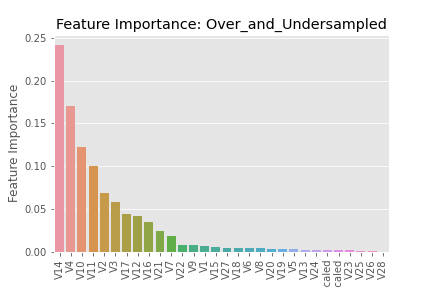 Feature Importance: Over_and_Undersampled
Feature Importance
0.25
0.20
0.15
0.10
0.05
0.00
V14
V4
V10
V11
V2
V3
V17
V12
V16
V21
V7
V22
V9
V1
V15
V27
V18
V6
V8
V20
V19
V5
V13
V24
caled
caled
V23
V25
V26
V28